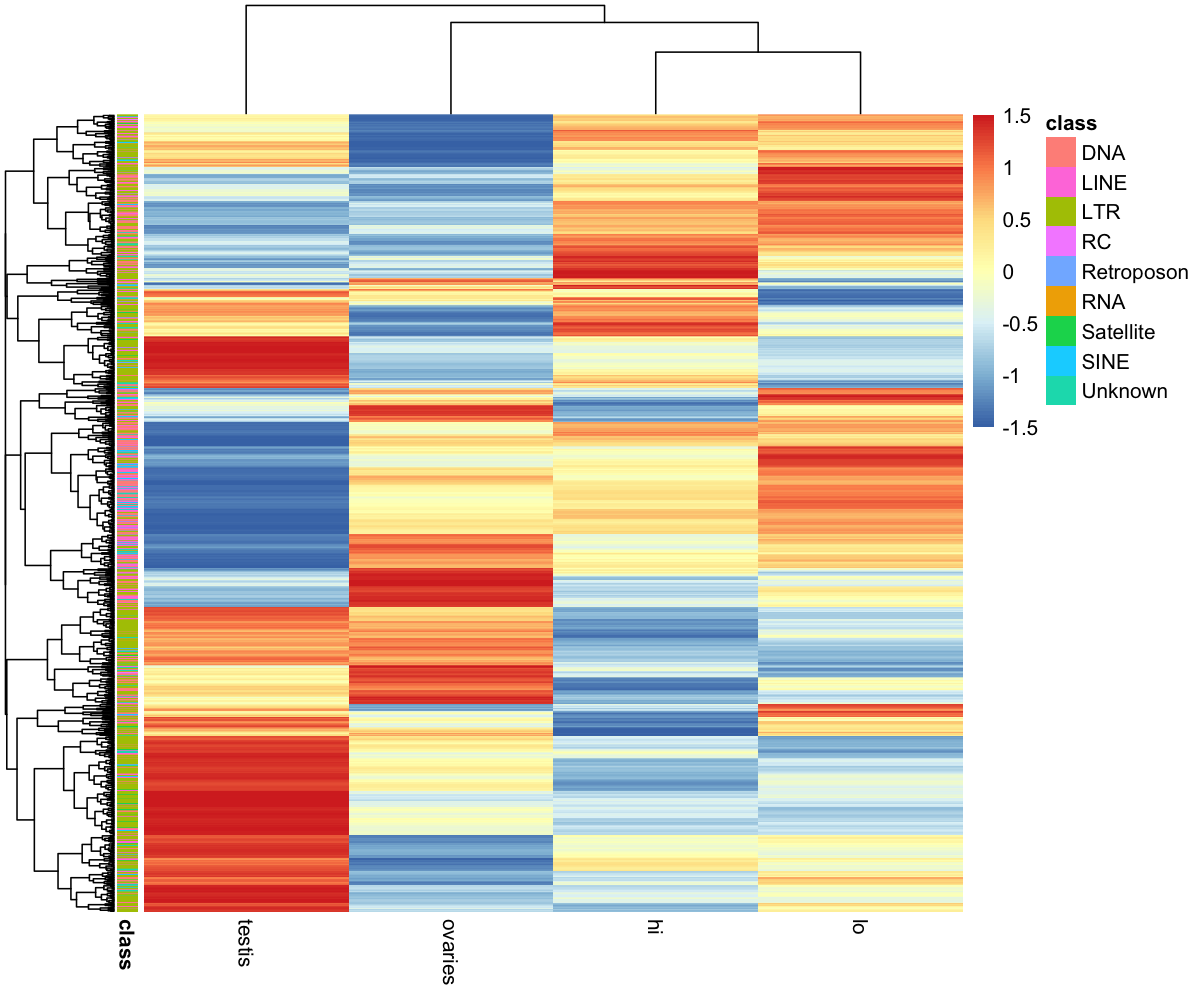 1.5
1
0.5
0
-0.5
-1
-1.5
class
DNA
LINE
LTR
RC
Retroposon
RNA
Satellite
SINE
Unknown
class
testis
ovaries
hi
lo